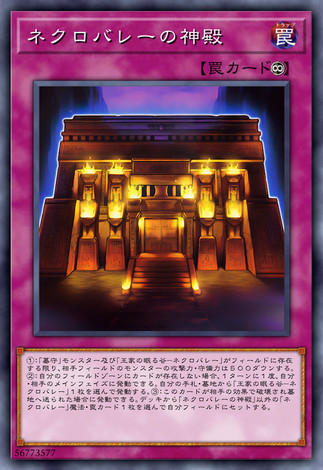 ネクロバレーの神殿
トラップ
罠
【罠カード】
①:「墓守」モンスター及び「王家の眠る谷－ネクロバレー」がフィールドに存在
する限り、相手フィールドのモンスターの攻撃力・守備力は５００ダウンする。
②:自分のフィールドゾーンにカードが存在しない場合、１ターンに１度、自分
・相手のメインフェイズに発動できる。自分の手札・墓地から「王家の眠る谷－ネ
クロバレー」１枚を選んで発動する。③:このカードが相手の効果で破壊され墓
地へ送られた場合に発動できる。デッキから「ネクロバレーの神殿」以外の「ネ
クロバレー」魔法・罠カード１枚を選んで自分フィールドにセットする。
56773577